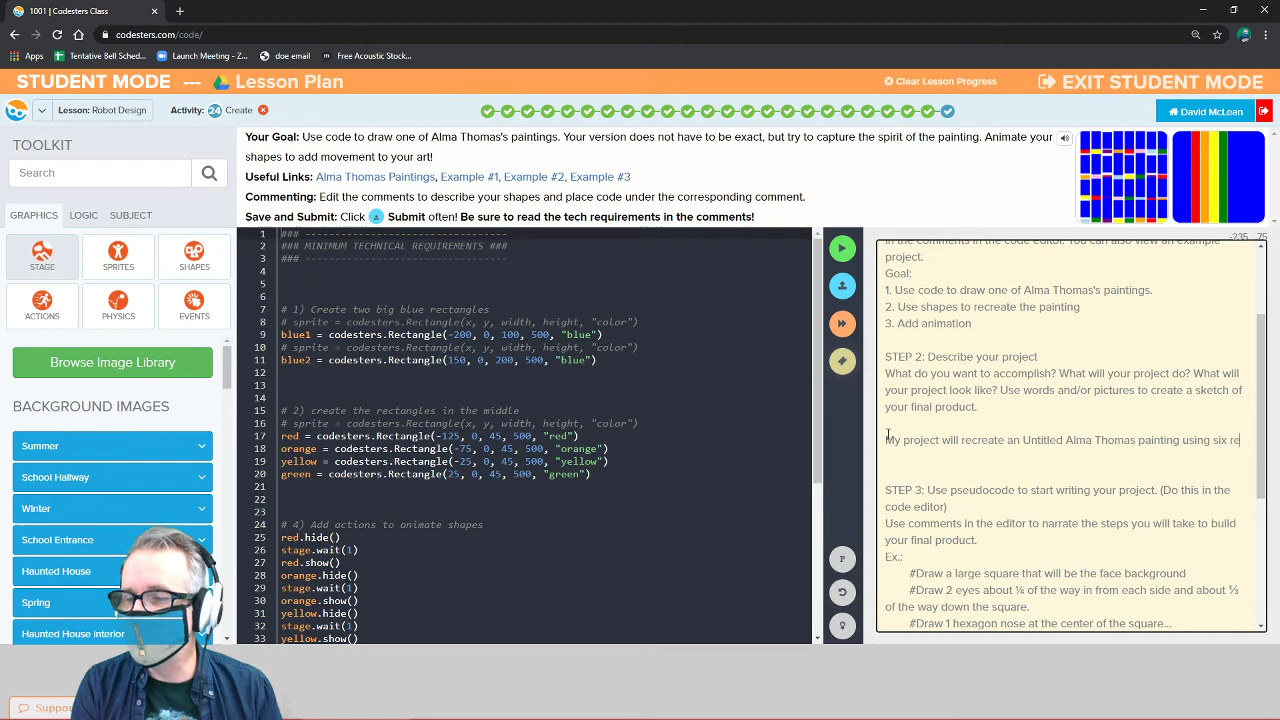 1001 | Codesters Class
codesters.com/code/
Apps Tentative Bell Sched... Launch Meeting - Z... doe email Free Acoustic Stock...
STUDENT MODE --- Lesson Plan Clear Lesson Progress EXIT STUDENT MODE
Lesson: Robot Design Activity: 24 Create David McLean
TOOLKIT
Search
GRAPHICS LOGIC SUBJECT
STAGE SPRITES SHAPES
ACTIONS PHYSICS EVENTS
Browse Image Library
BACKGROUND IMAGES
Summer
School Hallway
Winter
School Entrance
Haunted House
Spring
Haunted House Interior
Suppo
Your Goal: Use code to draw one of Alma Thomas's paintings. Your version does not have to be exact, but try to capture the spirit of the painting. Animate your
shapes to add movement to your art!
Useful Links: Alma Thomas Paintings, Example #1, Example #2, Example #3
Commenting: Edit the comments to describe your shapes and place code under the corresponding comment.
Save and Submit: Click Submit often! Be sure to read the tech requirements in the comments!
1 ### ----------------------------------
2 ### MINIMUM TECHNICAL REQUIREMENTS ###
3 ### ----------------------------------
4
5
6
7 # 1) Create two big blue rectangles
8 # sprite = codesters.Rectangle(x, y, width, height, "color")
9 blue1 = codesters.Rectangle(-200, 0, 100, 500, "blue")
10 # sprite = codesters.Rectangle(x, y, width, height, "color")
11 blue2 = codesters.Rectangle(150, 0, 200, 500, "blue")
12
13
14
15 # 2) create the rectangles in the middle
16 # sprite = codesters.Rectangle(x, y, width, height, "color")
17 red = codesters.Rectangle(-125, 0, 45, 500, "red")
18 orange = codesters.Rectangle(-75, 0, 45, 500, "orange")
19 yellow = codesters.Rectangle(-25, 0, 45, 500, "yellow")
20 green = codesters.Rectangle(25, 0, 45, 500, "green")
21
22
23
24 # 4) Add actions to animate shapes
25 red.hide()
26 stage.wait(1)
27 red.show()
28 orange.hide()
29 stage.wait(1)
30 orange.show()
31 yellow.hide()
32 stage.wait(1)
33 yellow.show()
P
-235, 75
in the comments in the code editor. You can also view an example
project.
Goal:
1. Use code to draw one of Alma Thomas's paintings.
2. Use shapes to recreate the painting
3. Add animation
STEP 2: Describe your project
What do you want to accomplish? What will your project do? What will
your project look like? Use words and/or pictures to create a sketch of
your final product.
My project will recreate an Untitled Alma Thomas painting using six re
STEP 3: Use pseudocode to start writing your project. (Do this in the
code editor)
Use comments in the editor to narrate the steps you will take to build
your final product.
Ex.:
#Draw a large square that will be the face background
#Draw 2 eyes about ¼ of the way in from each side and about ⅓
of the way down the square.
#Draw 1 hexagon nose at the center of the square...